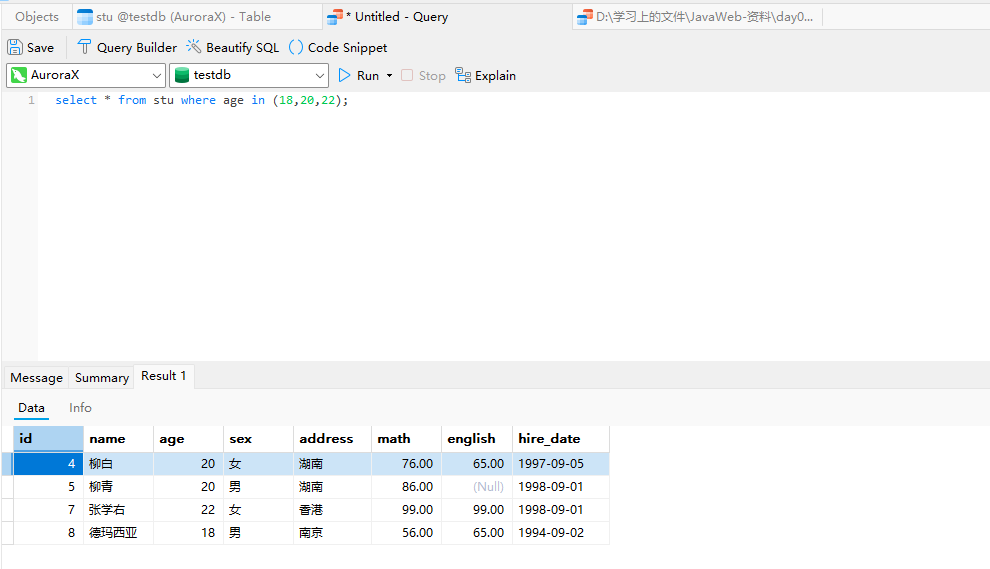 Objects stu @testdb (AuroraX) - Table * Untitled - Query D:\学习上的文件\JavaWeb-资料\day0...
Save Query Builder Beautify SQL () Code Snippet
AuroraX testdb Run Stop Explain
1 select * from stu where age in (18,20,22);
Message Summary Result 1
Data Info
id name age sex address math english hire_date
4 柳白 20 女 湖南 76.00 65.00 1997-09-05
5 柳青 20 男 湖南 86.00 (Null) 1998-09-01
7 张学右 22 女 香港 99.00 99.00 1998-09-01
8 德玛西亚 18 男 南京 56.00 65.00 1994-09-02